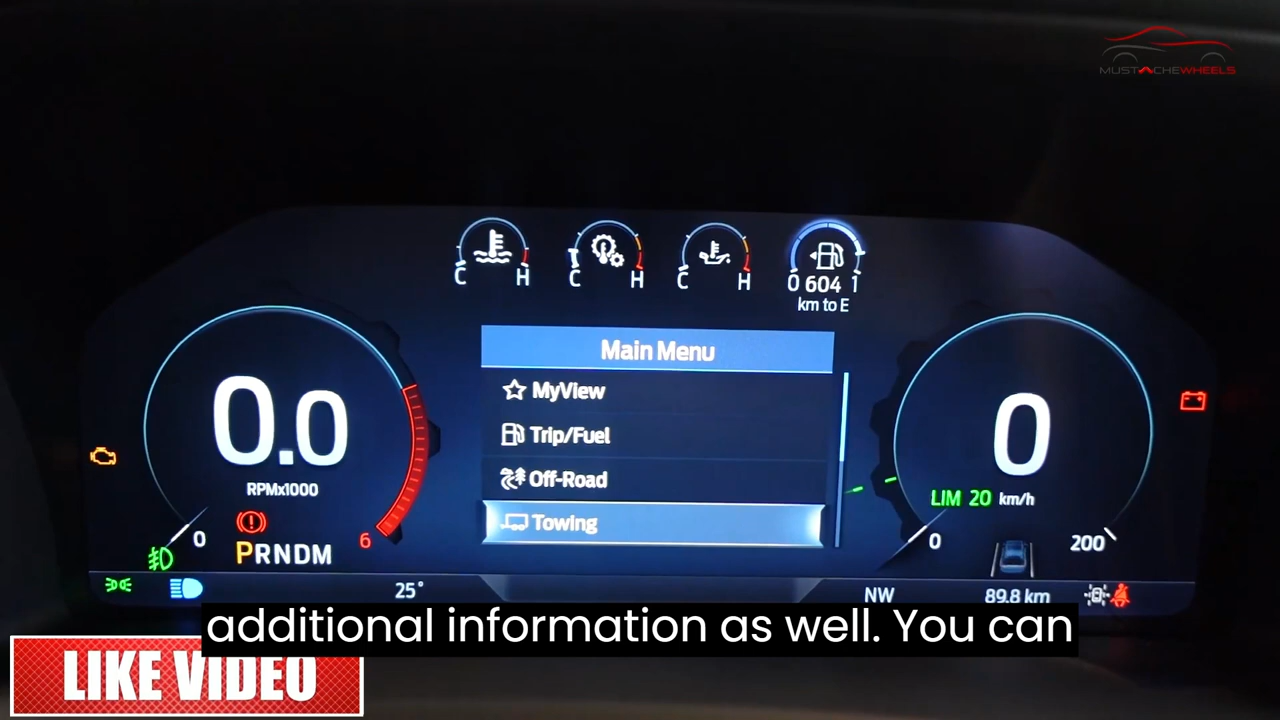 MUSTACHEWHEELS
C H
C H
C H
0 604 1
km to E
Main Menu
MyView
Trip/Fuel
Off-Road
Towing
0.0
RPMx1000
0
6
PRNDM
0
LIM 20 km/h
0
200
25°
NW
89.8 km
additional information as well. You can
LIKE VIDEO